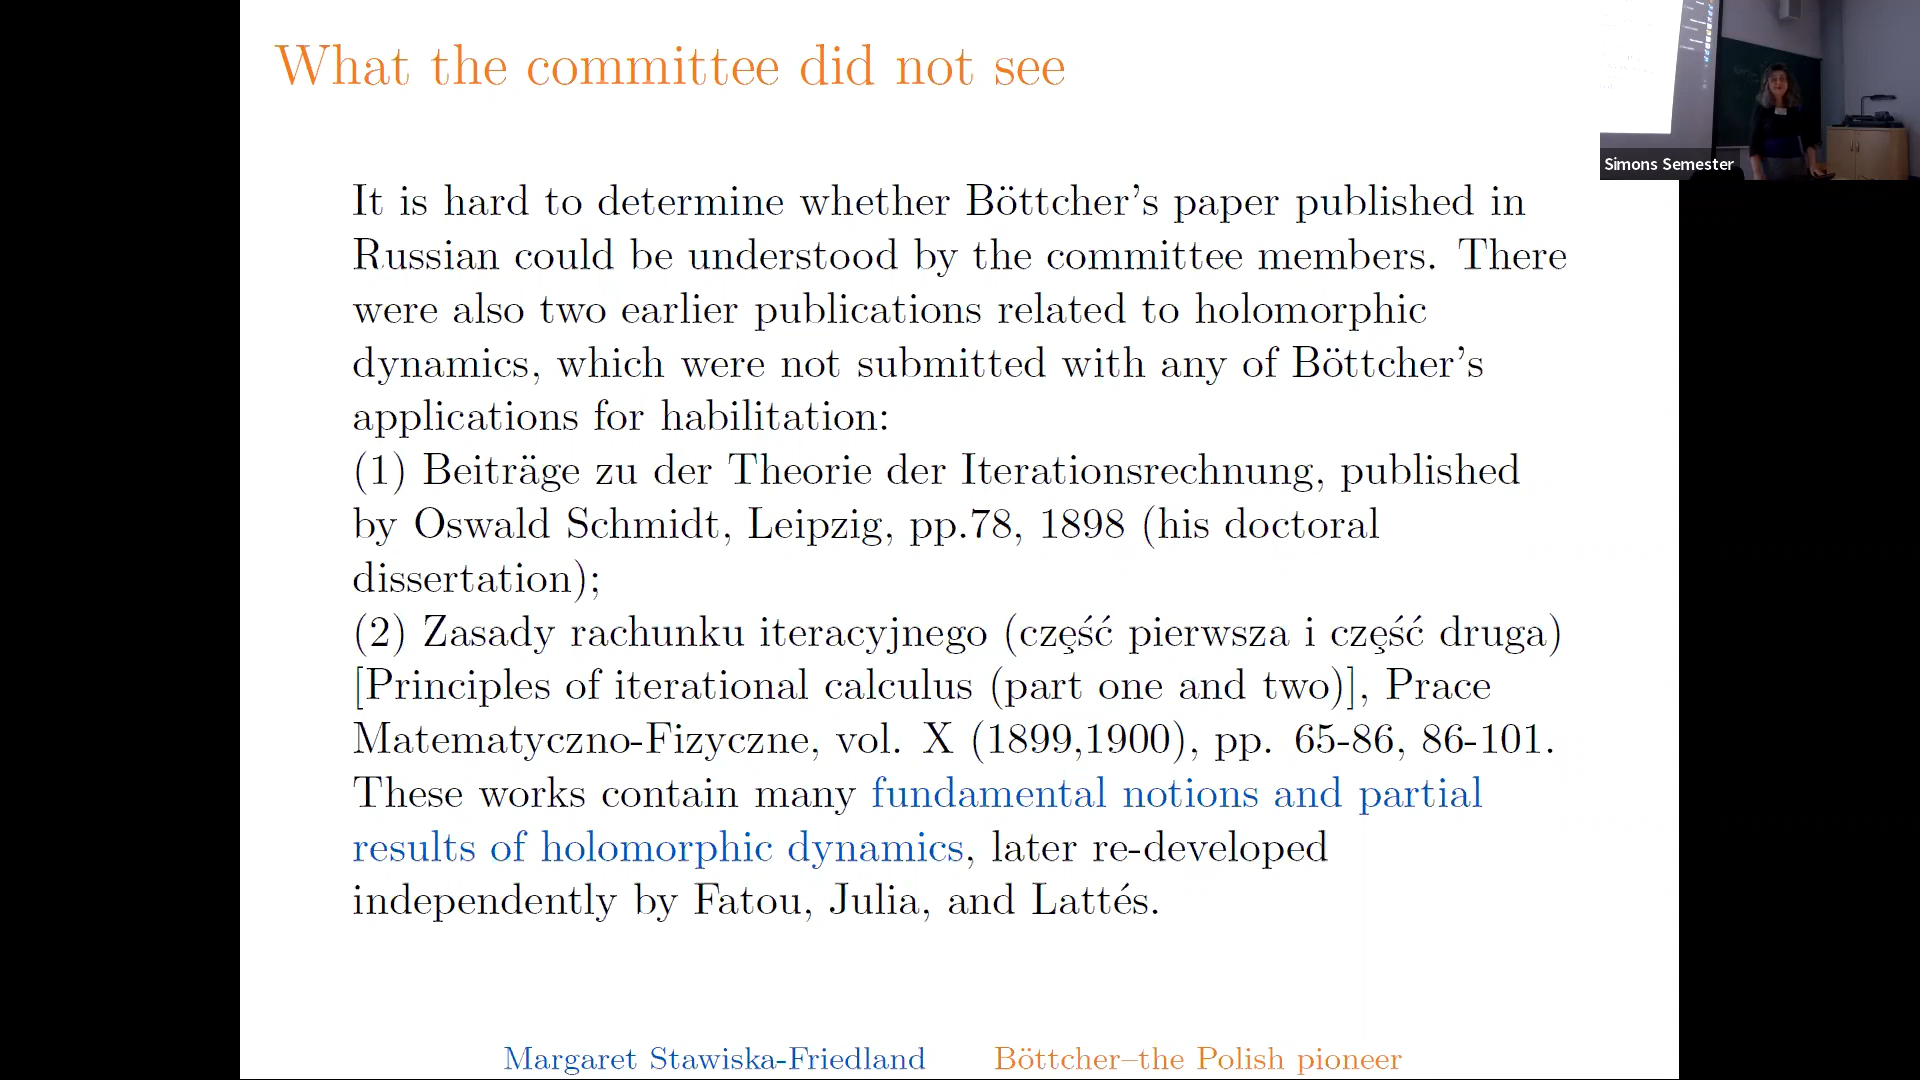 What the committee did not see
Simons Semester
It is hard to determine whether Böttcher's paper published in
Russian could be understood by the committee members. There
were also two earlier publications related to holomorphic
dynamics, which were not submitted with any of Böttcher's
applications for habilitation:
(1) Beiträge zu der Theorie der Iterationsrechnung, published
by Oswald Schmidt, Leipzig, pp.78, 1898 (his doctoral
dissertation);
(2) Zasady rachunku iteracyjnego (część pierwsza i część druga)
[Principles of iterational calculus (part one and two)], Prace
Matematyczno-Fizyczne, vol. X (1899,1900), pp. 65-86, 86-101.
These works contain many fundamental notions and partial
results of holomorphic dynamics, later re-developed
independently by Fatou, Julia, and Lattés.
Margaret Stawiska-Friedland Böttcher–the Polish pioneer